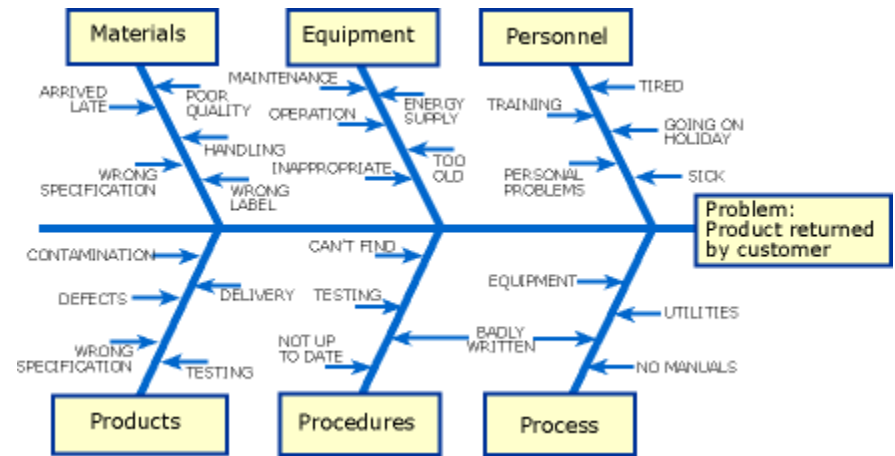 Materials
Equipment
Personnel
ARRIVED
LATE
POOR
QUALITY
HANDLING
WRONG
SPECIFICATION
WRONG
LABEL
MAINTENANCE
ENERGY
SUPPLY
OPERATION
TOO
OLD
INAPPROPRIATE
TIRED
TRAINING
GOING ON
HOLIDAY
PERSONAL
PROBLEMS
SICK
Problem:
Product returned
by customer
CONTAMINATION
DELIVERY
DEFECTS
WRONG
SPECIFICATION
TESTING
CAN'T FIND
TESTING
NOT UP
TO DATE
BADLY
WRITTEN
EQUIPMENT
UTILITIES
NO MANUALS
Products
Procedures
Process